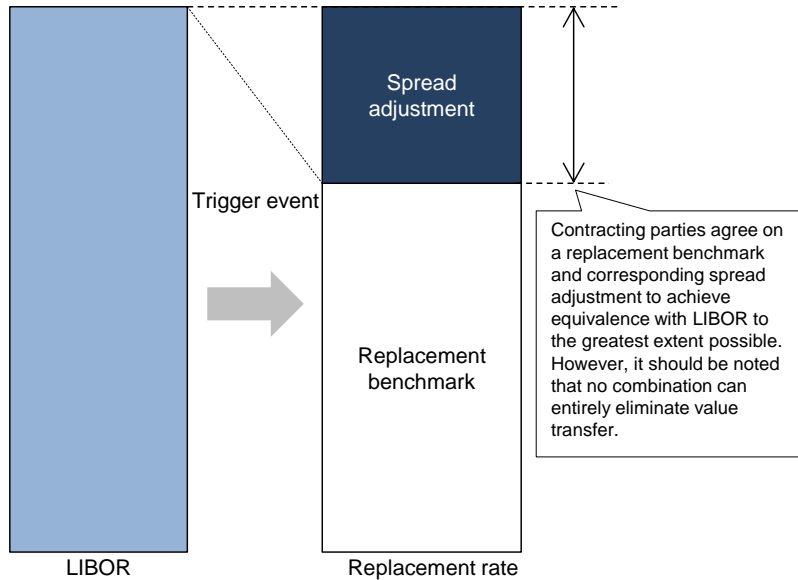 Spread
adjustment
Trigger event
Contracting parties agree on
a replacement benchmark
and corresponding spread
adjustment to achieve
equivalence with LIBOR to
the greatest extent possible.
However, it should be noted
that no combination can
entirely eliminate value
transfer.
Replacement
benchmark
LIBOR
Replacement rate